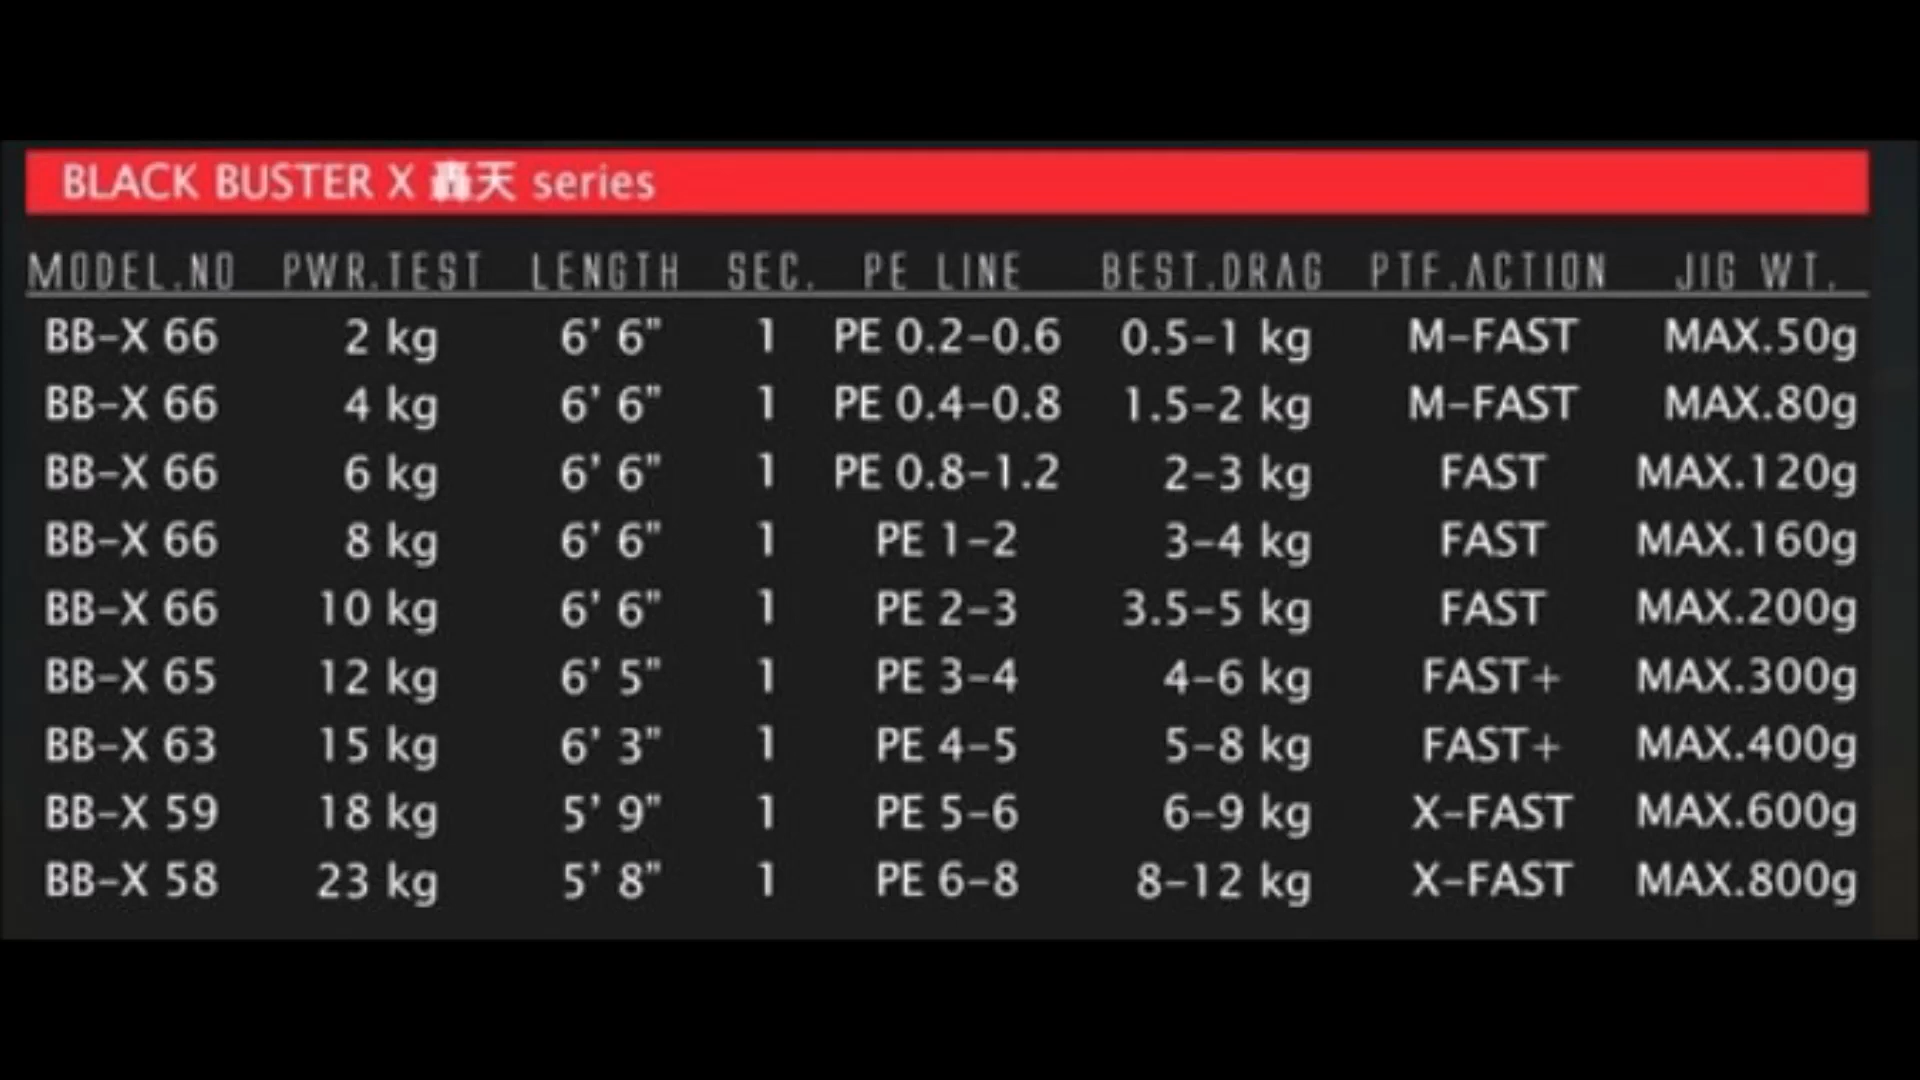 BLACK BUSTER X 轟天 series
MODEL.NO PWR.TEST LENGTH SEC. PE LINE BEST.DRAG PTF.ACTION JIG WT.
BB-X 66 2 kg 6' 6" 1 PE 0.2-0.6 0.5-1 kg M-FAST MAX.50g
BB-X 66 4 kg 6' 6" 1 PE 0.4-0.8 1.5-2 kg M-FAST MAX.80g
BB-X 66 6 kg 6' 6" 1 PE 0.8-1.2 2-3 kg FAST MAX.120g
BB-X 66 8 kg 6' 6" 1 PE 1-2 3-4 kg FAST MAX.160g
BB-X 66 10 kg 6' 6" 1 PE 2-3 3.5-5 kg FAST MAX.200g
BB-X 65 12 kg 6' 5" 1 PE 3-4 4-6 kg FAST+ MAX.300g
BB-X 63 15 kg 6' 3" 1 PE 4-5 5-8 kg FAST+ MAX.400g
BB-X 59 18 kg 5' 9" 1 PE 5-6 6-9 kg X-FAST MAX.600g
BB-X 58 23 kg 5' 8" 1 PE 6-8 8-12 kg X-FAST MAX.800g